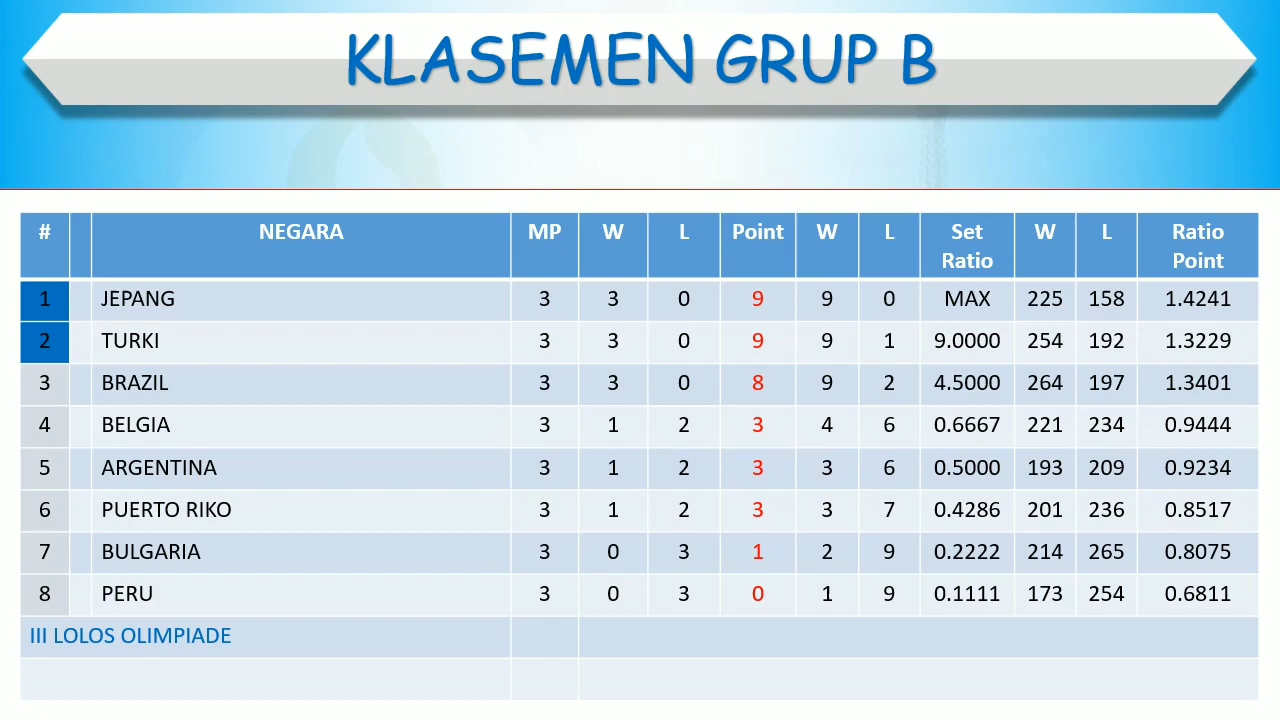 KLASEMEN GRUP B
# NEGARA MP W L Point W L Set Ratio W L Ratio Point
1 JEPANG 3 3 0 9 9 0 MAX 225 158 1.4241
2 TURKI 3 3 0 9 9 1 9.0000 254 192 1.3229
3 BRAZIL 3 3 0 8 9 2 4.5000 264 197 1.3401
4 BELGIA 3 1 2 3 4 6 0.6667 221 234 0.9444
5 ARGENTINA 3 1 2 3 3 6 0.5000 193 209 0.9234
6 PUERTO RIKO 3 1 2 3 3 7 0.4286 201 236 0.8517
7 BULGARIA 3 0 3 1 2 9 0.2222 214 265 0.8075
8 PERU 3 0 3 0 1 9 0.1111 173 254 0.6811
III LOLOS OLIMPIADE